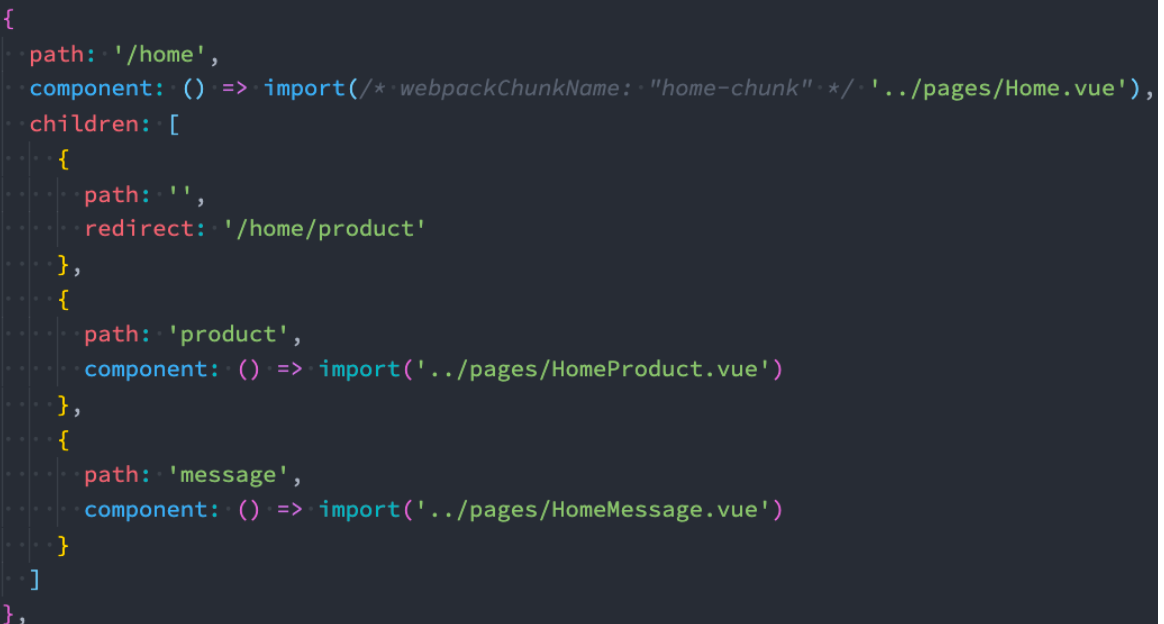 {
  path: '/home',
  component: () => import(/* webpackChunkName: "home-chunk" */ '../pages/Home.vue'),
  children: [
    {
      path: '',
      redirect: '/home/product'
    },
    {
      path: 'product',
      component: () => import('../pages/HomeProduct.vue')
    },
    {
      path: 'message',
      component: () => import('../pages/HomeMessage.vue')
    }
  ]
},